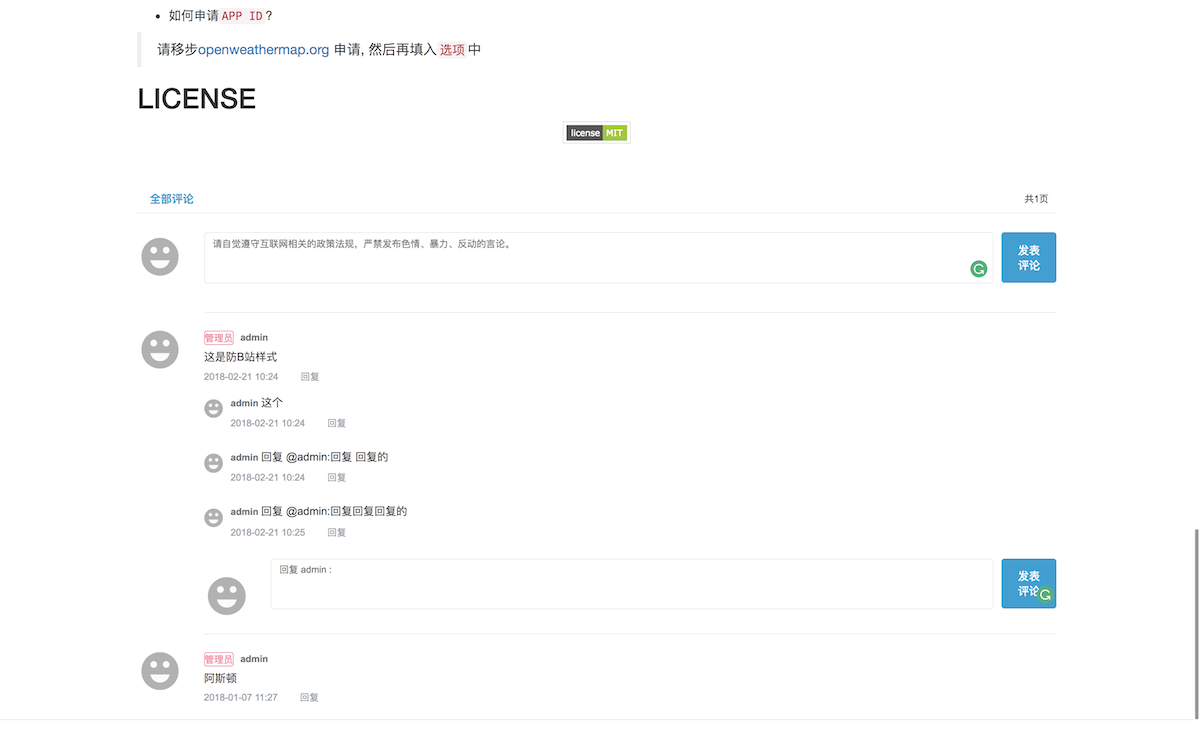 如何申请 APP ID？
请移步openweathermap.org 申请, 然后再填入 选项 中
LICENSE
license MIT
全部评论 共1页
请自觉遵守互联网相关的政策法规，严禁发布色情、暴力、反动的言论。
发表
评论
管理员 admin
这是防B站样式
2018-02-21 10:24 回复
admin 这个
2018-02-21 10:24 回复
admin 回复 @admin:回复 回复的
2018-02-21 10:24 回复
admin 回复 @admin:回复回复回复的
2018-02-21 10:25 回复
回复 admin :
发表
评论
管理员 admin
阿斯顿
2018-01-07 11:27 回复